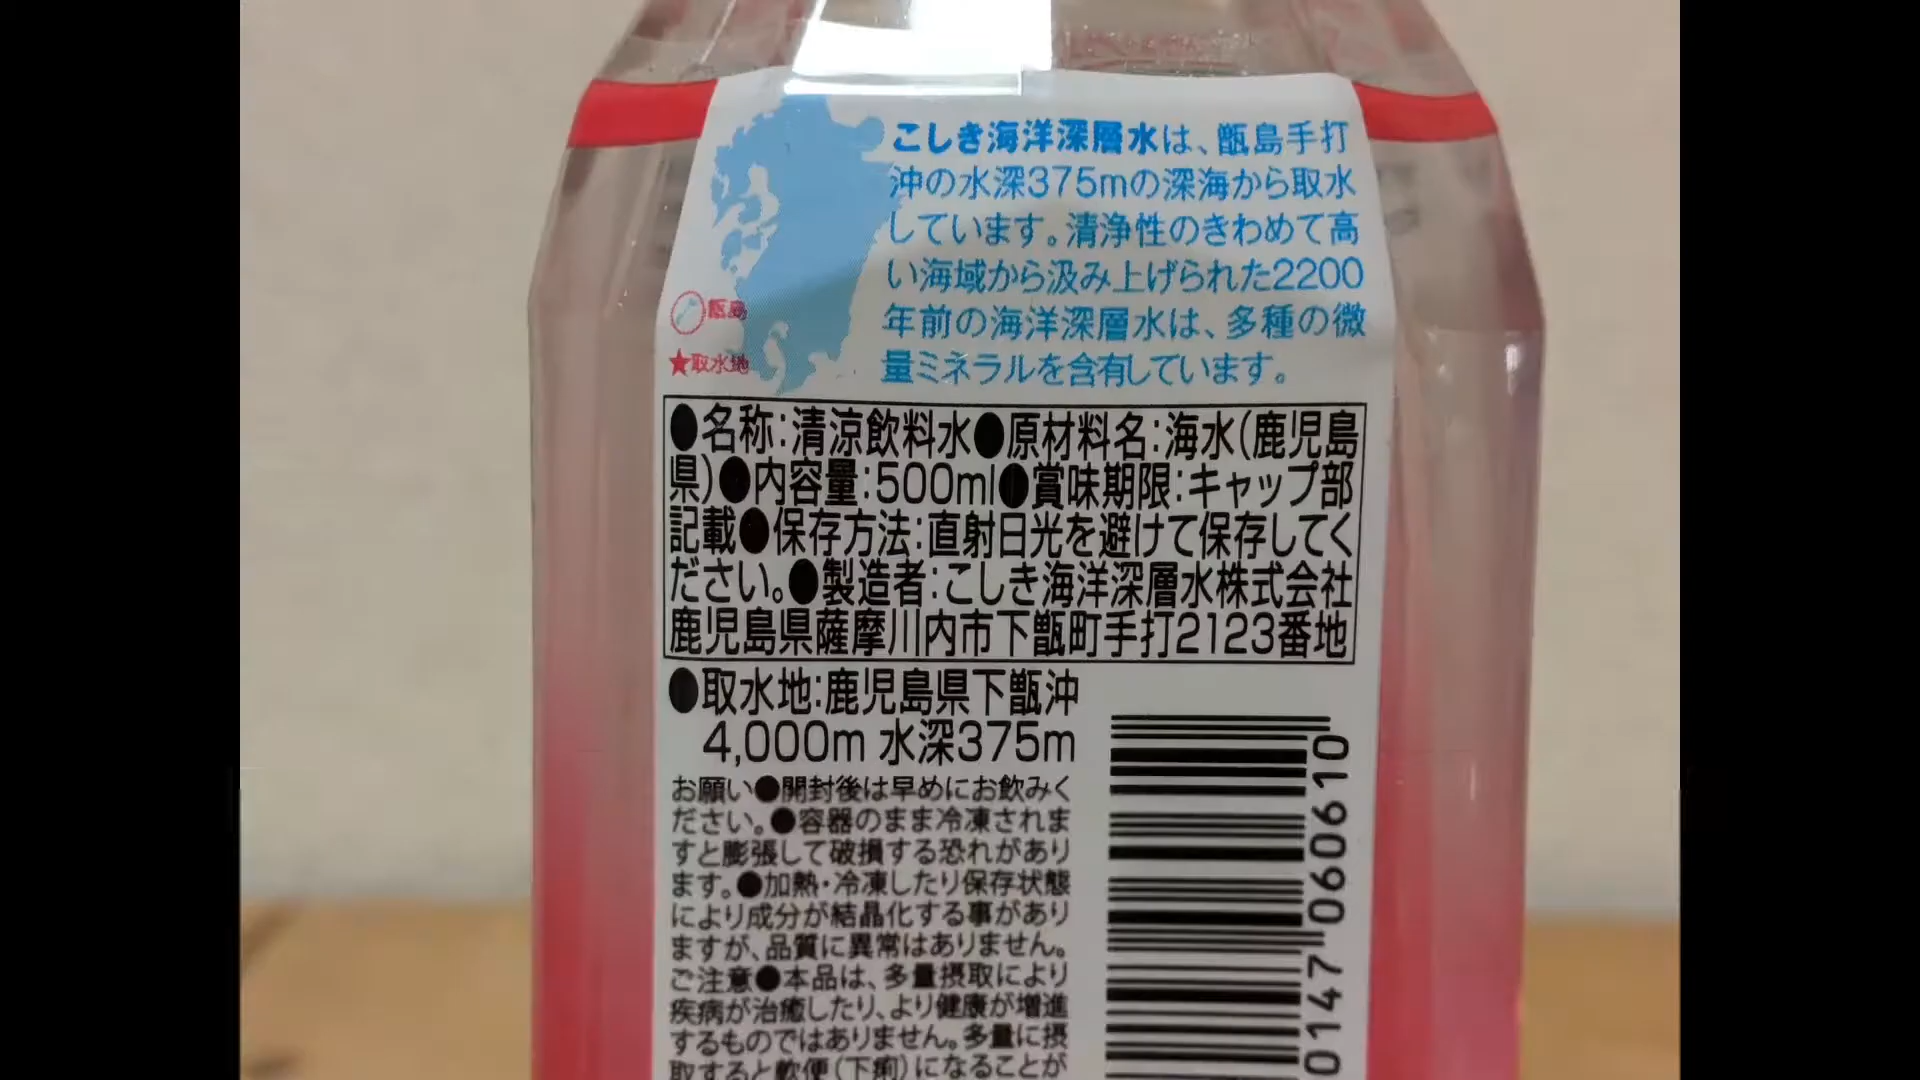 こしき海洋深層水は、甑島手打
沖の水深375mの深海から取水
しています。清浄性のきわめて高
い海域から汲み上げられた2200
年前の海洋深層水は、多種の微
量ミネラルを含有しています。
甑島
★取水地
●名称:清涼飲料水●原材料名:海水(鹿児島
県)●内容量:500ml●賞味期限:キャップ部
記載●保存方法:直射日光を避けて保存してく
ださい。●製造者:こしき海洋深層水株式会社
鹿児島県薩摩川内市下甑町手打2123番地
●取水地:鹿児島県下甑沖
4,000m 水深375m
お願い●開封後は早めにお飲みく
ださい。●容器のまま冷凍されま
すと膨張して破損する恐れがあり
ます。●加熱・冷凍したり保存状態
により成分が結晶化する事があり
ますが、品質に異常はありません。
ご注意●本品は、多量摂取により
疾病が治癒したり、より健康が増進
するものではありません。多量に摂
取すると軟便(下痢)になることが
0147 060610